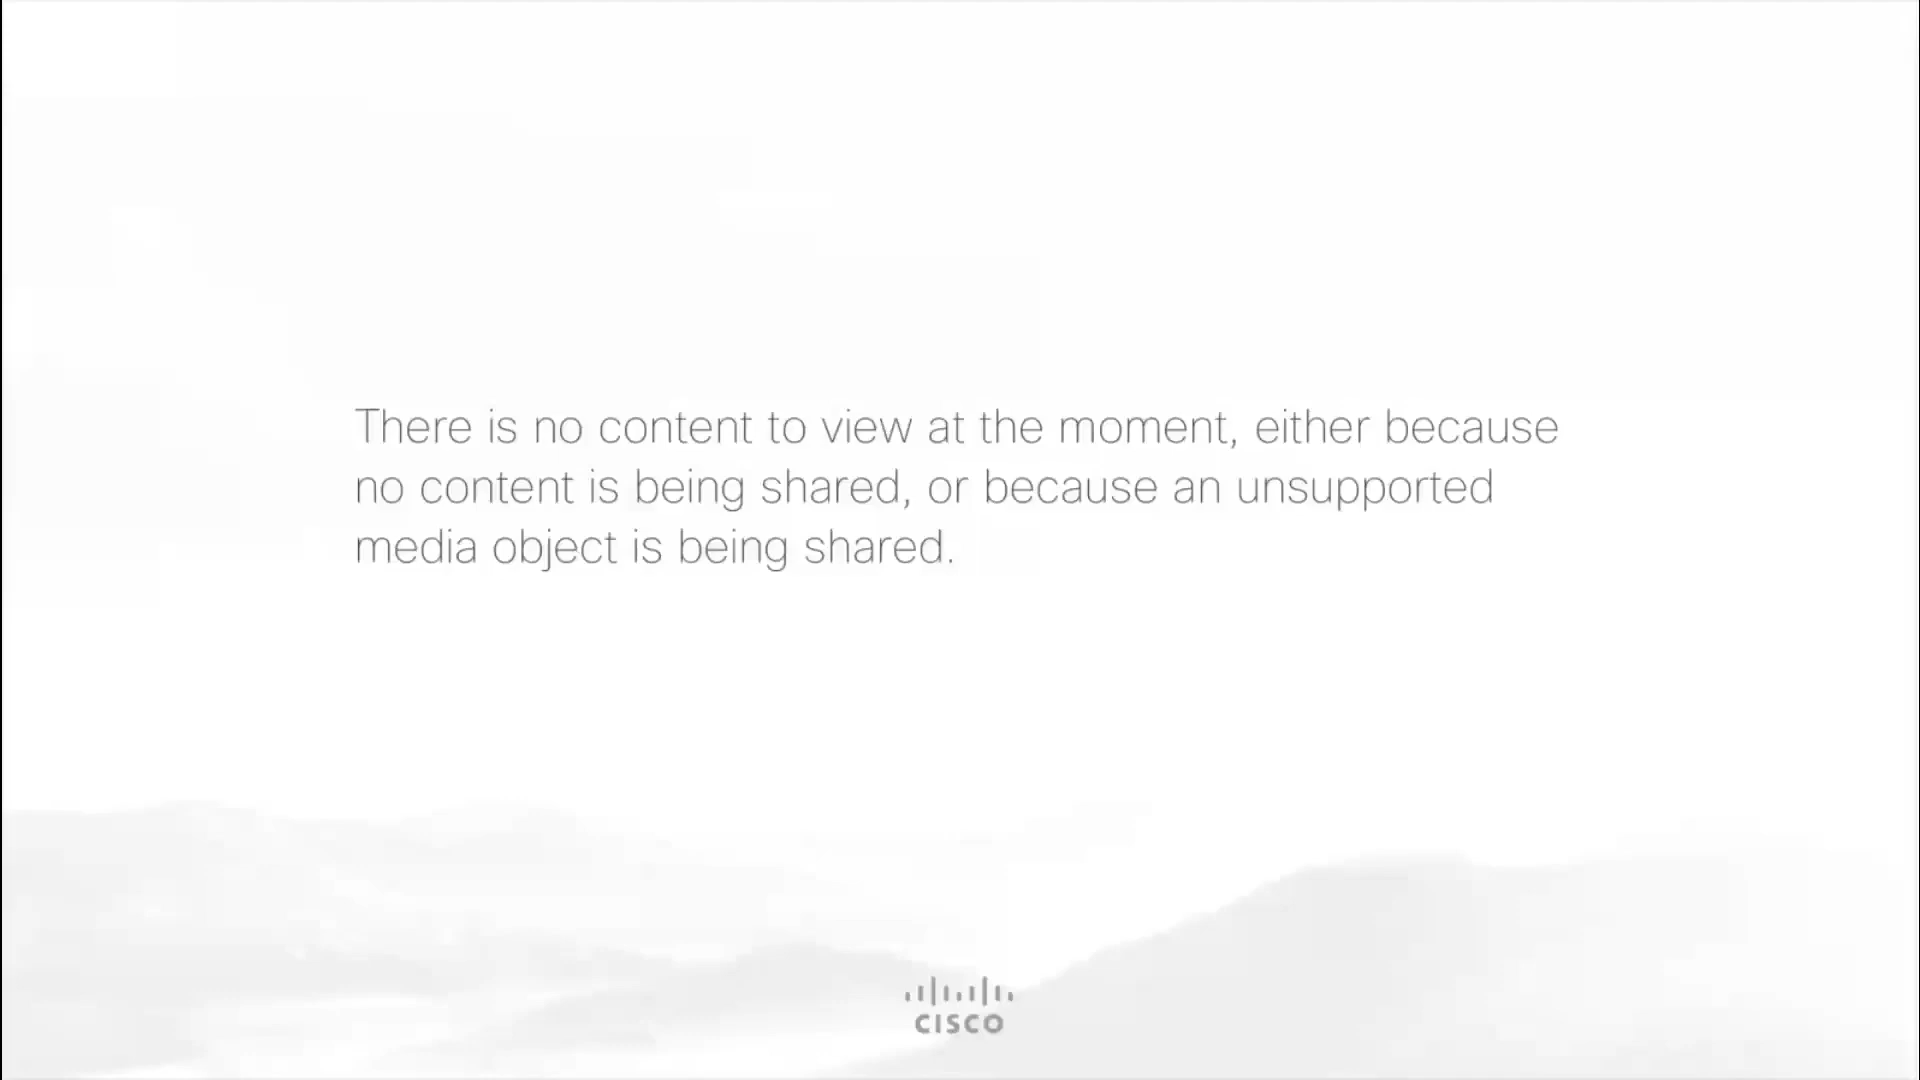 There is no content to view at the moment, either because
no content is being shared, or because an unsupported
media object is being shared.
CISCO